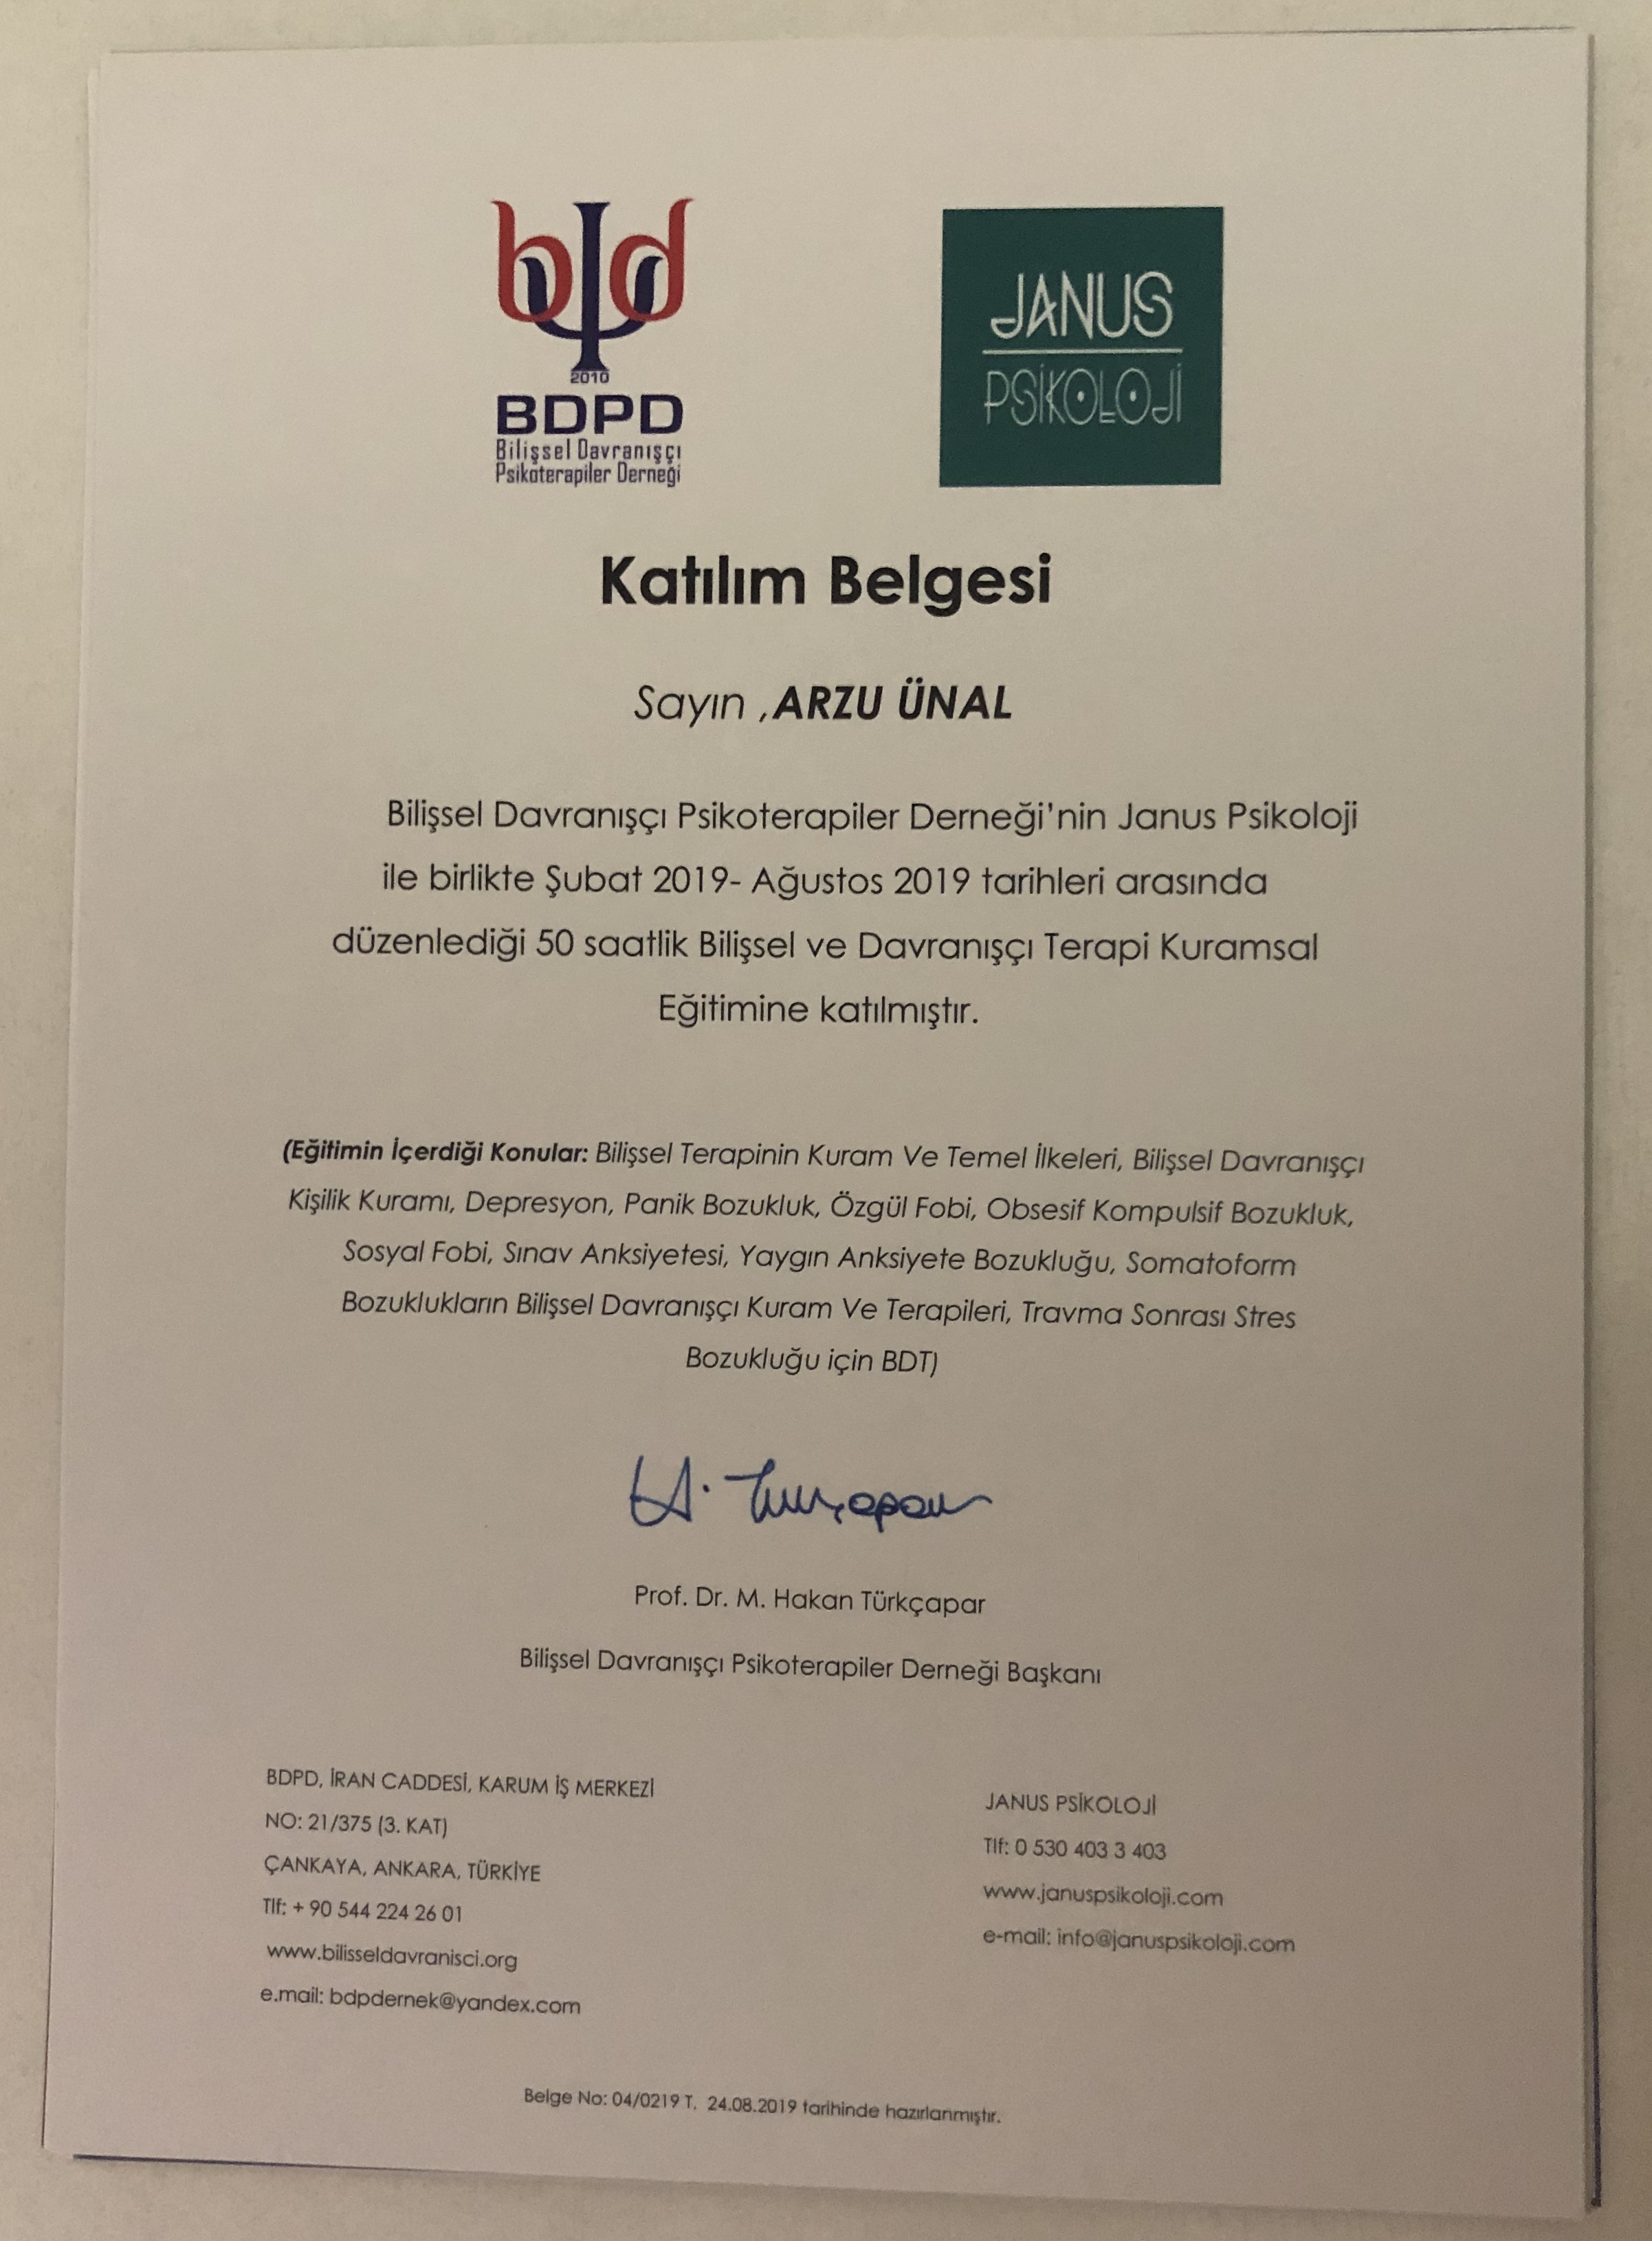 bd
2010
BDPD
Bilişsel Davranışçı
Psikoterapiler Derneği
JANUS
PSİKOLOJİ
Katılım Belgesi
Sayın ,ARZU ÜNAL
Bilişsel Davranışçı Psikoterapiler Derneği'nin Janus Psikoloji
ile birlikte Şubat 2019- Ağustos 2019 tarihleri arasında
düzenlediği 50 saatlik Bilişsel ve Davranışçı Terapi Kuramsal
Eğitimine katılmıştır.
(Eğitimin İçerdiği Konular: Bilişsel Terapinin Kuram Ve Temel İlkeleri, Bilişsel Davranışçı
Kişilik Kuramı, Depresyon, Panik Bozukluk, Özgül Fobi, Obsesif Kompulsif Bozukluk,
Sosyal Fobi, Sınav Anksiyetesi, Yaygın Anksiyete Bozukluğu, Somatoform
Bozuklukların Bilişsel Davranışçı Kuram Ve Terapileri, Travma Sonrası Stres
Bozukluğu için BDT)
H. Türkçapar
Prof. Dr. M. Hakan Türkçapar
Bilişsel Davranışçı Psikoterapiler Derneği Başkanı
BDPD, İRAN CADDESİ, KARUM İŞ MERKEZİ
NO: 21/375 (3. KAT)
ÇANKAYA, ANKARA, TÜRKİYE
Tlf: + 90 544 224 26 01
www.bilisseldavranisci.org
e.mail: bdpdernek@yandex.com
JANUS PSİKOLOJİ
Tlf: 0 530 403 3 403
www.januspsikoloji.com
e-mail: info@januspsikoloji.com
Belge No: 04/0219 T. 24.08.2019 tarihinde hazırlanmıştır.